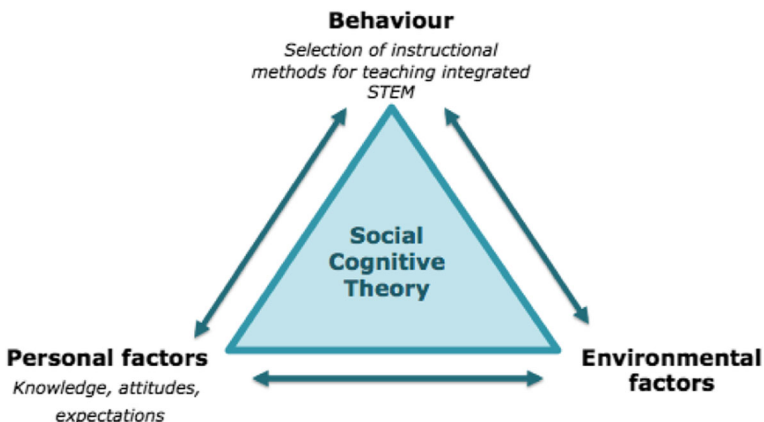 Behaviour
Selection of instructional
methods for teaching integrated
STEM
Social
Cognitive
Theory
Personal factors
Knowledge, attitudes,
expectations
Environmental
factors